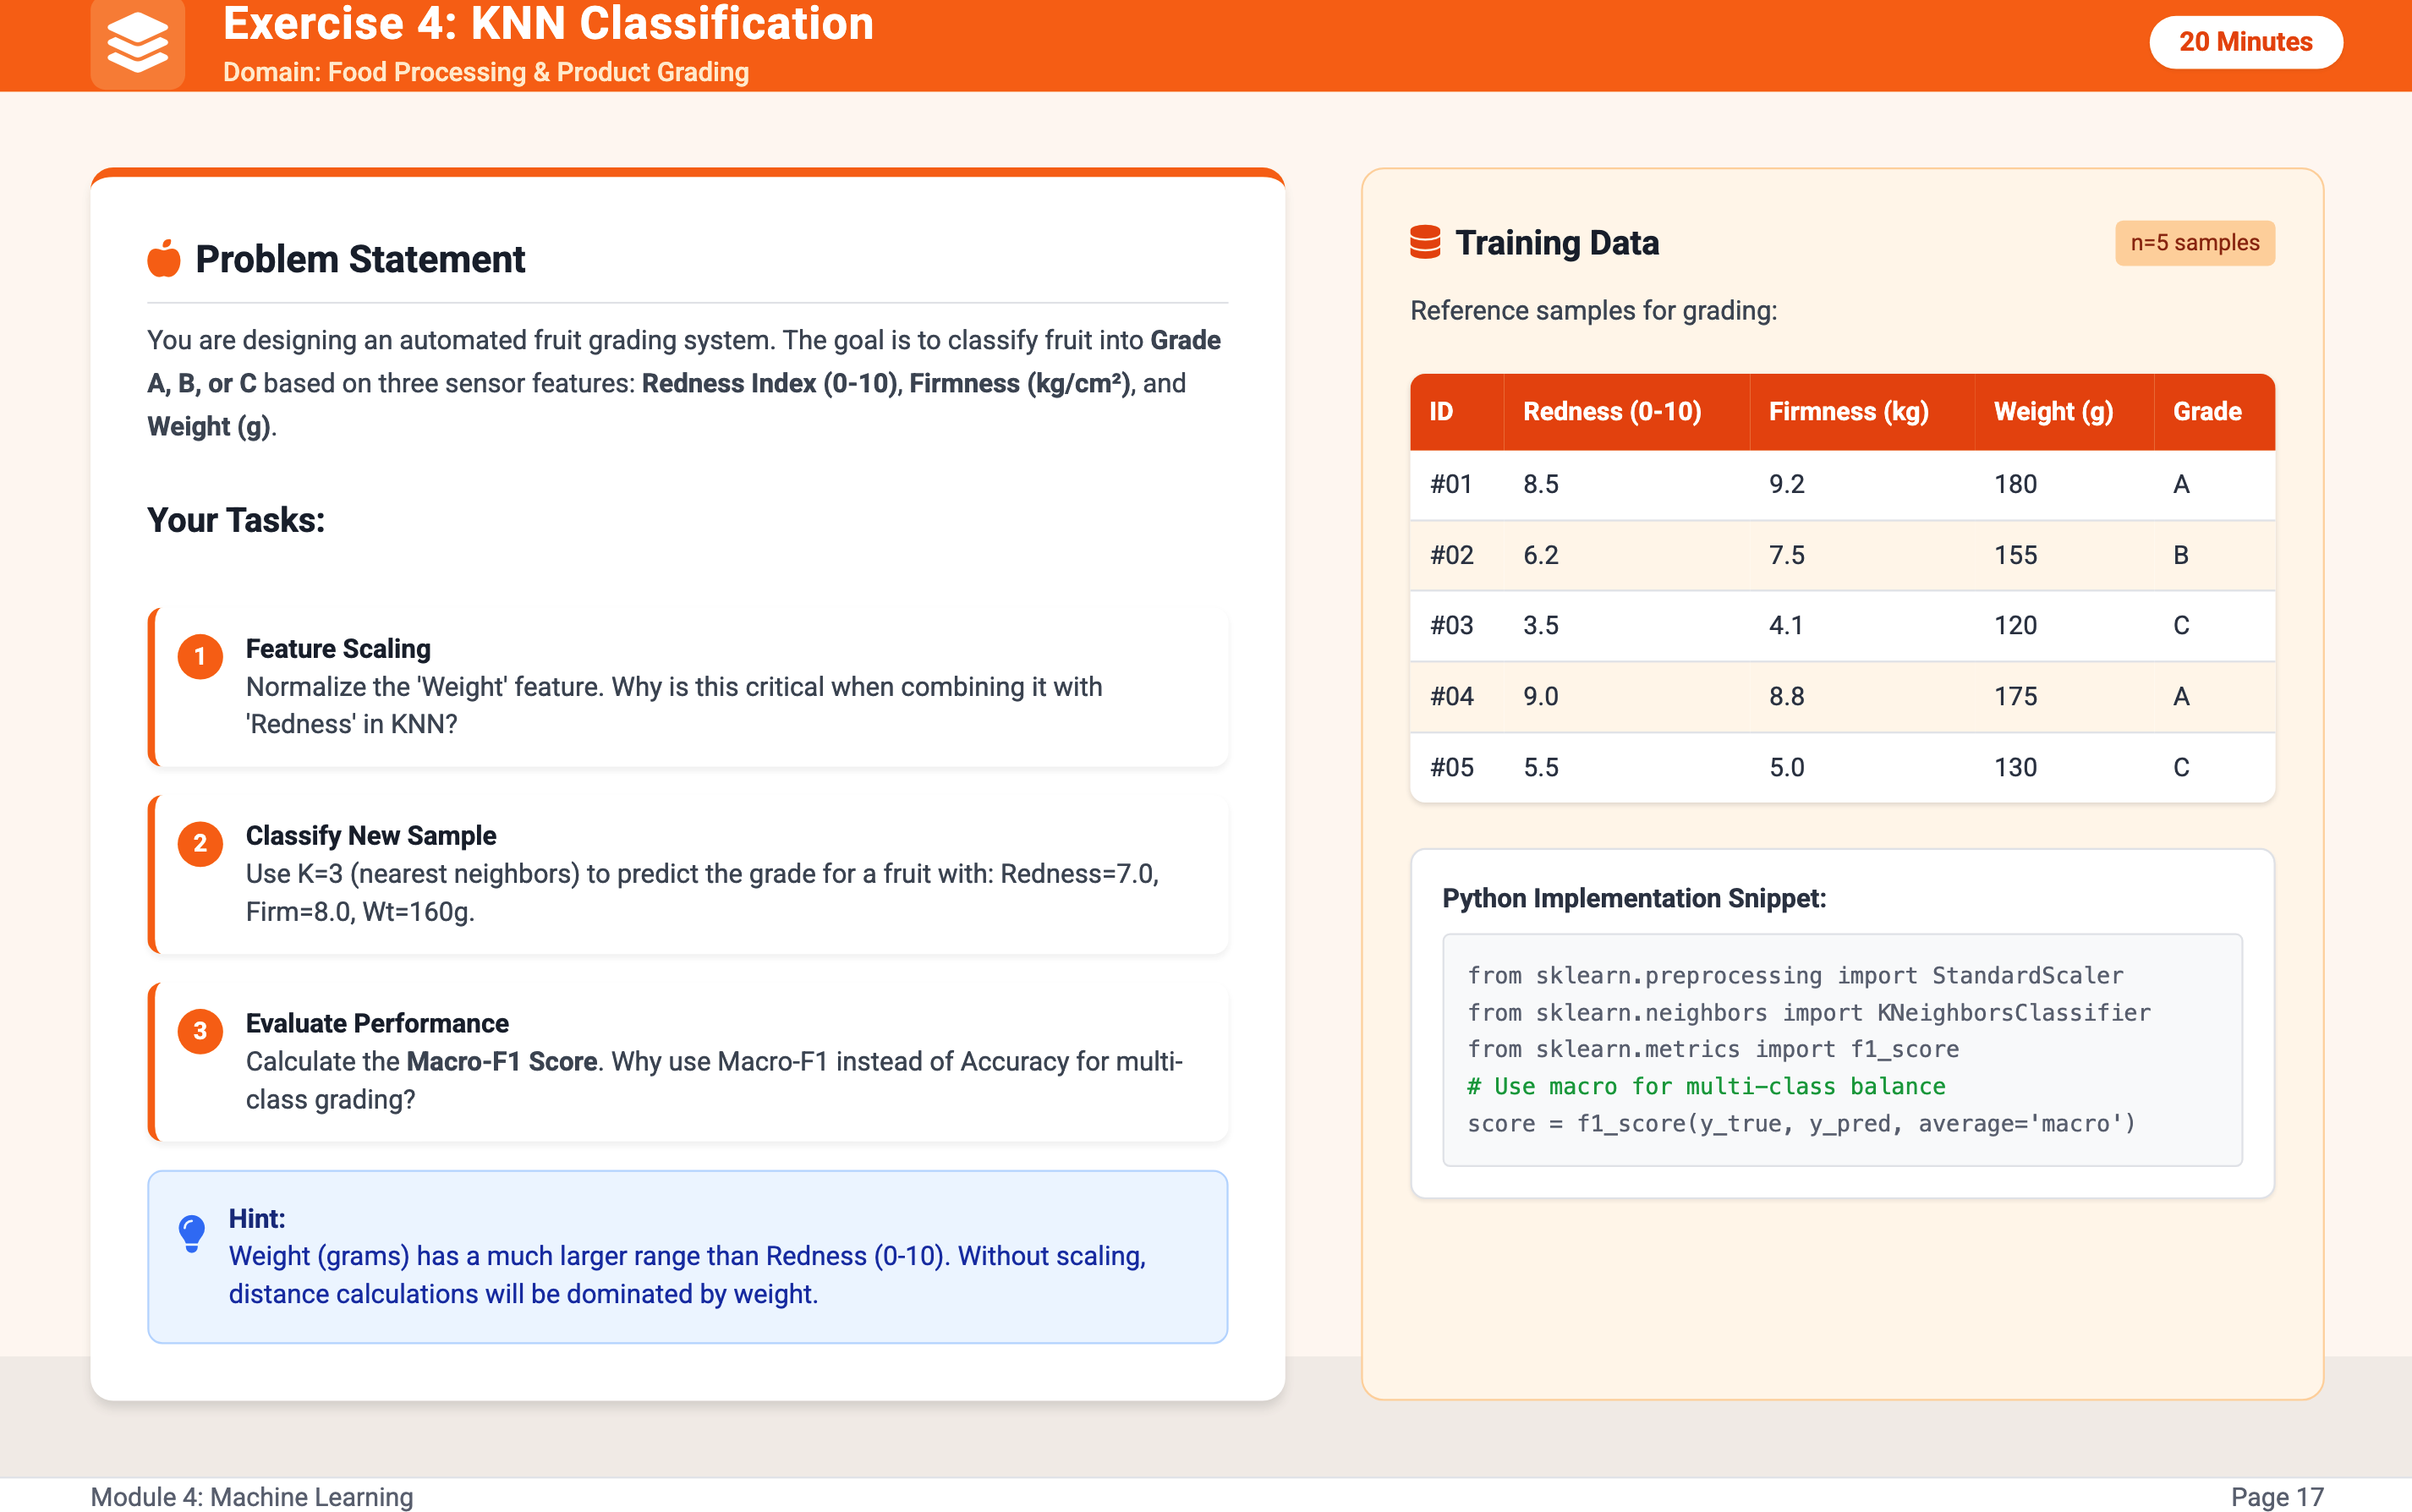 Exercise 4: KNN Classification
Domain: Food Processing & Product Grading
20 Minutes
Problem Statement
You are designing an automated fruit grading system. The goal is to classify fruit into Grade
A, B, or C based on three sensor features: Redness Index (0-10), Firmness (kg/cm²), and
Weight (g).
Your Tasks:
1
Feature Scaling
Normalize the 'Weight' feature. Why is this critical when combining it with
'Redness' in KNN?
2
Classify New Sample
Use K=3 (nearest neighbors) to predict the grade for a fruit with: Redness=7.0,
Firm=8.0, Wt=160g.
3
Evaluate Performance
Calculate the Macro-F1 Score. Why use Macro-F1 instead of Accuracy for multi-
class grading?
Hint:
Weight (grams) has a much larger range than Redness (0-10). Without scaling,
distance calculations will be dominated by weight.
Training Data
n=5 samples
Reference samples for grading:
ID Redness (0-10) Firmness (kg) Weight (g) Grade
#01 8.5 9.2 180 A
#02 6.2 7.5 155 B
#03 3.5 4.1 120 C
#04 9.0 8.8 175 A
#05 5.5 5.0 130 C
Python Implementation Snippet:
from sklearn.preprocessing import StandardScaler
from sklearn.neighbors import KNeighborsClassifier
from sklearn.metrics import f1_score
# Use macro for multi-class balance
score = f1_score(y_true, y_pred, average='macro')
Module 4: Machine Learning
Page 17